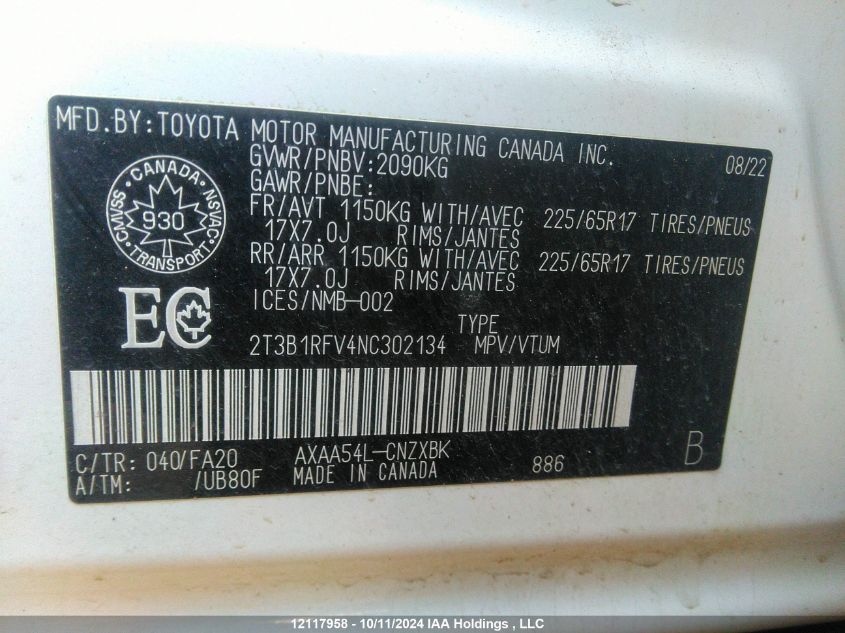 MFD.BY:TOYOTA MOTOR MANUFACTURING CANADA INC. 08/22
GVWR/PNBV:2090KG
GAWR/PNBE:
FR/AVT 1150KG WITH/AVEC 225/65R17 TIRES/PNEUS
17X7.0J RIMS/JANTES
RR/ARR 1150KG WITH/AVEC 225/65R17 TIRES/PNEUS
17X7.0J RIMS/JANTES
ICES/NMB-002
CANADA
CMVSS
NSVAC
930
TRANSPORT
EC
TYPE
2T3B1RFV4NC302134 MPV/VTUM
C/TR: 040/FA20 AXAA54L-CNZXBK B
A/TM: /UB80F MADE IN CANADA 886
12117958 - 10/11/2024 IAA Holdings , LLC